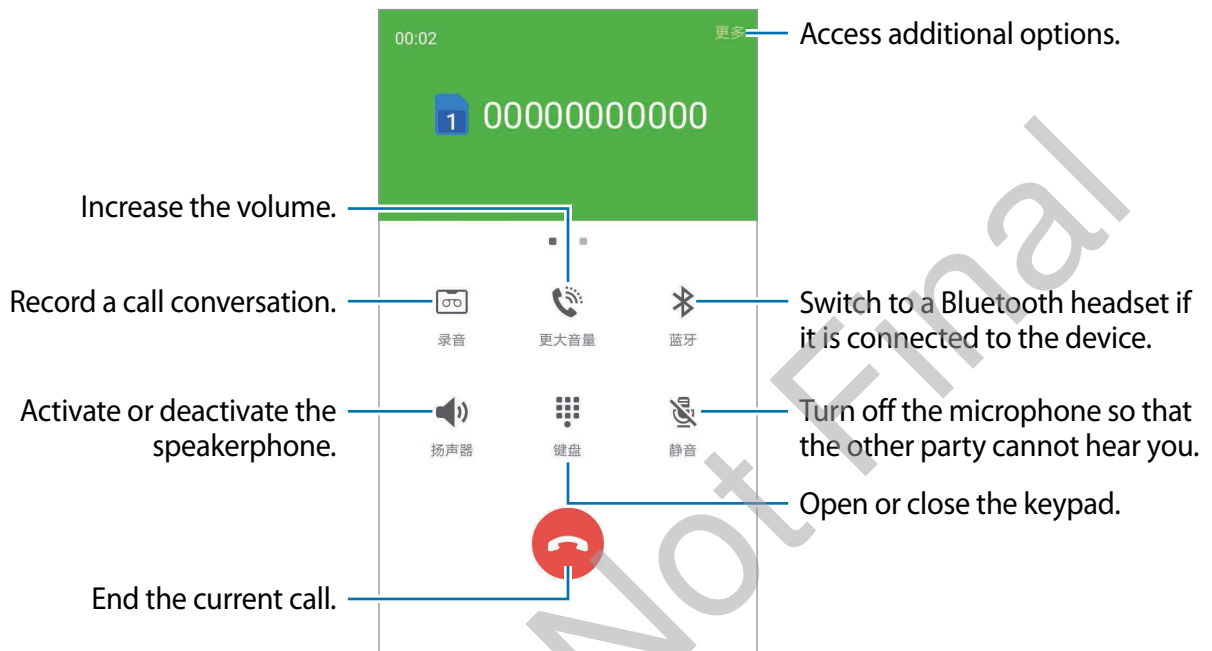 00:02
更多
Access additional options.
1 00000000000
Increase the volume.
Record a call conversation.
录音
更大音量
蓝牙
Switch to a Bluetooth headset if
it is connected to the device.
Activate or deactivate the
speakerphone.
扬声器
键盘
静音
Turn off the microphone so that
the other party cannot hear you.
Open or close the keypad.
End the current call.
Not Final